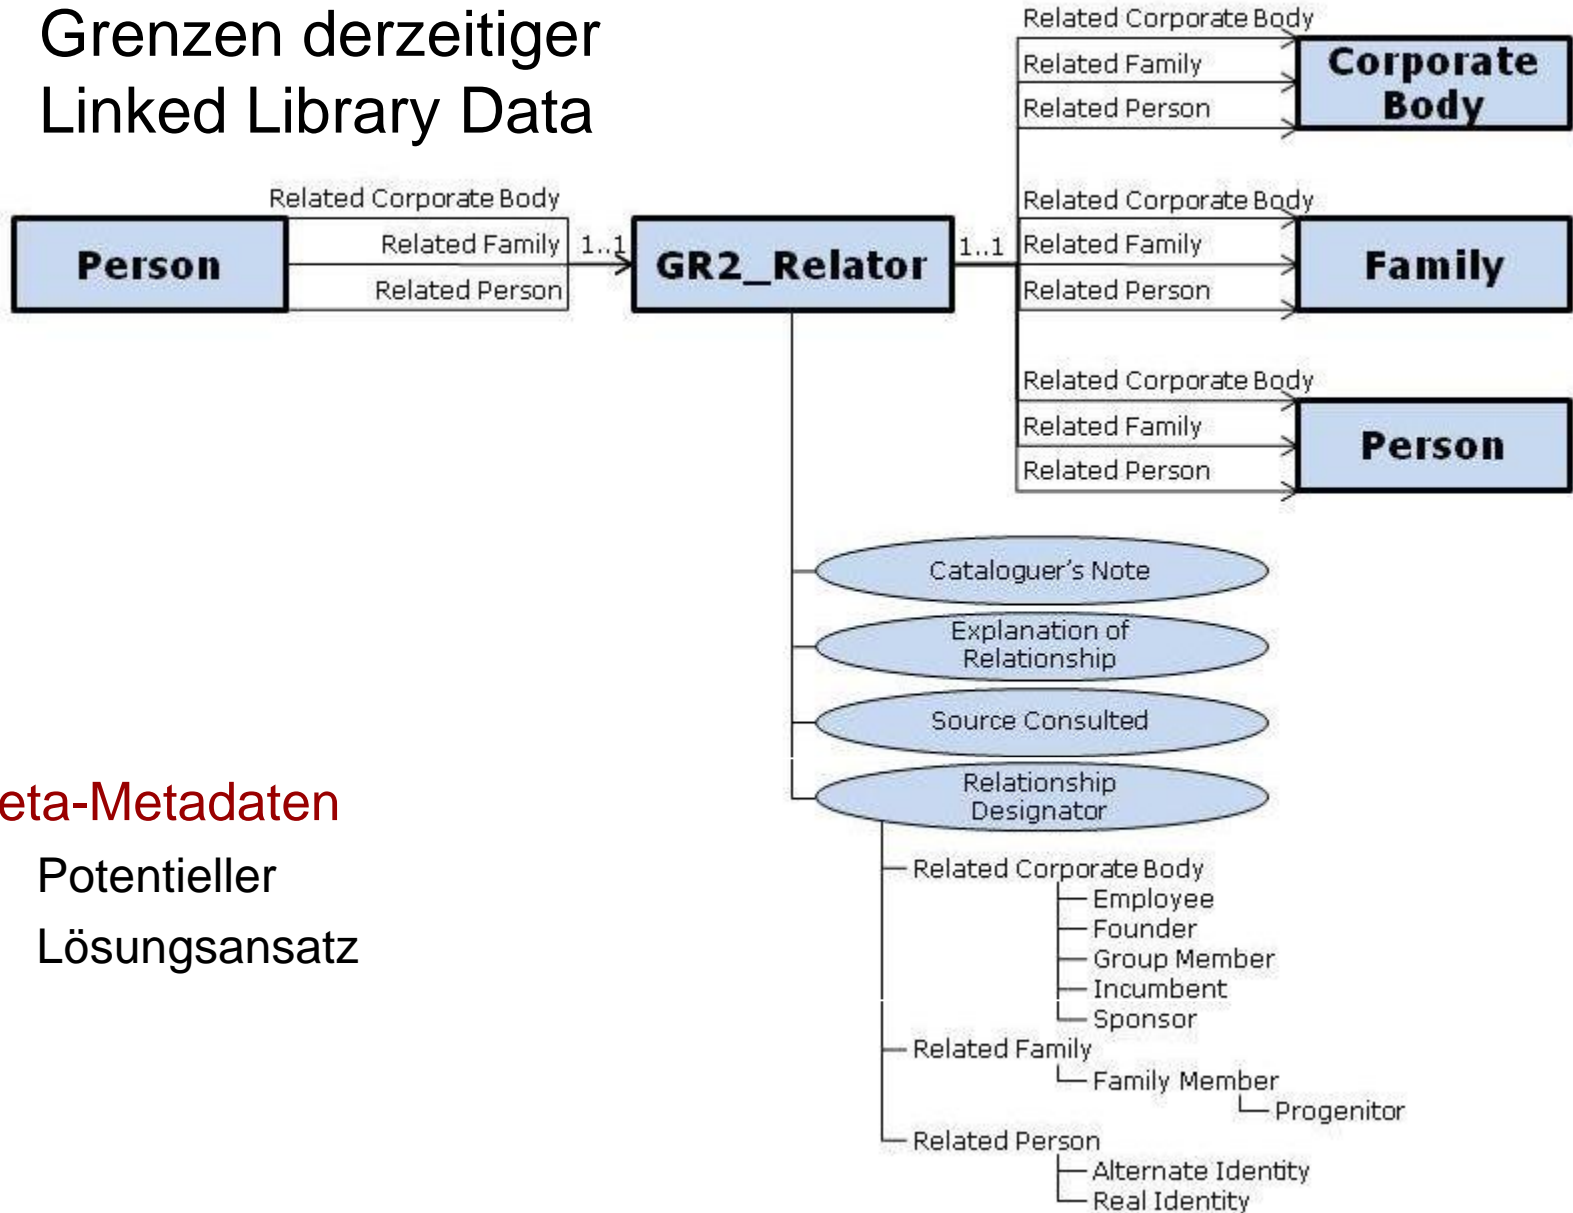 Grenzen derzeitiger
Linked Library Data
Related Corporate Body
Related Family
Related Person
Corporate
Body
Related Corporate Body
Related Family
Related Person
Person
1..1
GR2_Relator
1..1
Related Corporate Body
Related Family
Related Person
Family
Related Corporate Body
Related Family
Related Person
Person
Cataloguer's Note
Explanation of
Relationship
Source Consulted
Relationship
Designator
eta-Metadaten
Potentieller
Lösungsansatz
Related Corporate Body
Employee
Founder
Group Member
Incumbent
Sponsor
Related Family
Family Member
Progenitor
Related Person
Alternate Identity
Real Identity